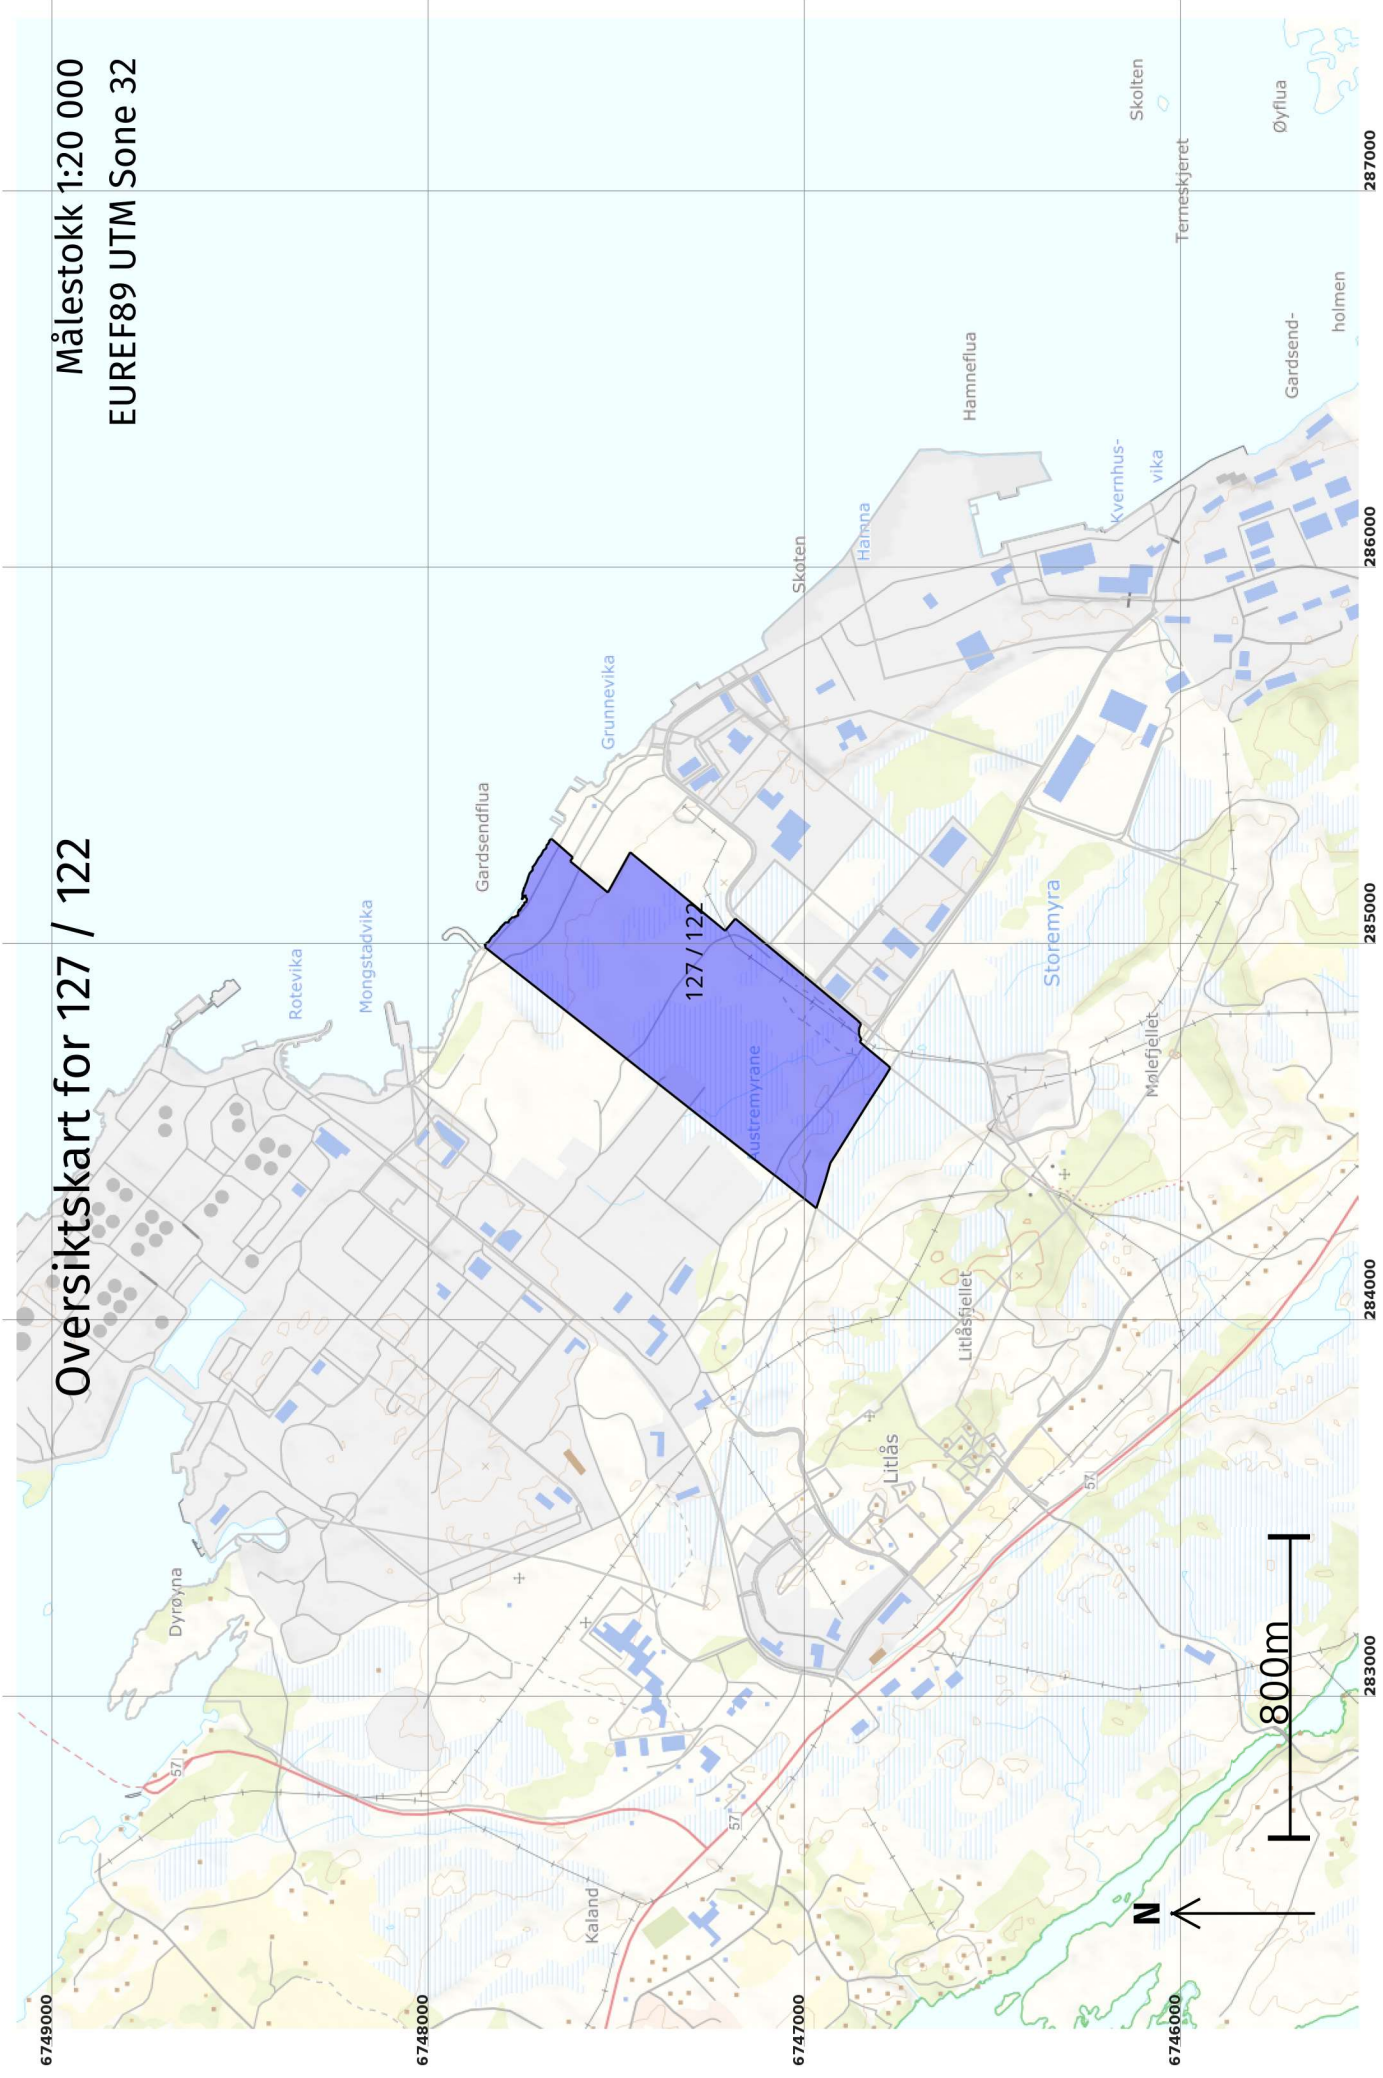 Oversiktskart for 127 / 122
Målestokk 1:20 000
EUREF89 UTM Sone 32
6749000
6748000
6747000
6746000
283000
284000
285000
286000
287000
Dyrøyna
Rotevika
Mongstadvika
Gardsendflua
Grunnevika
Skoten
Hamna
Hamneflua
Kvernhus-
vika
Skolten
Terneskjeret
Øyflua
Gardsend-
holmen
127 / 122
Austremyrane
Storemyra
Mølefjellet
Litlåsfjellet
Litlås
Kaland
57
57
57
800m
N